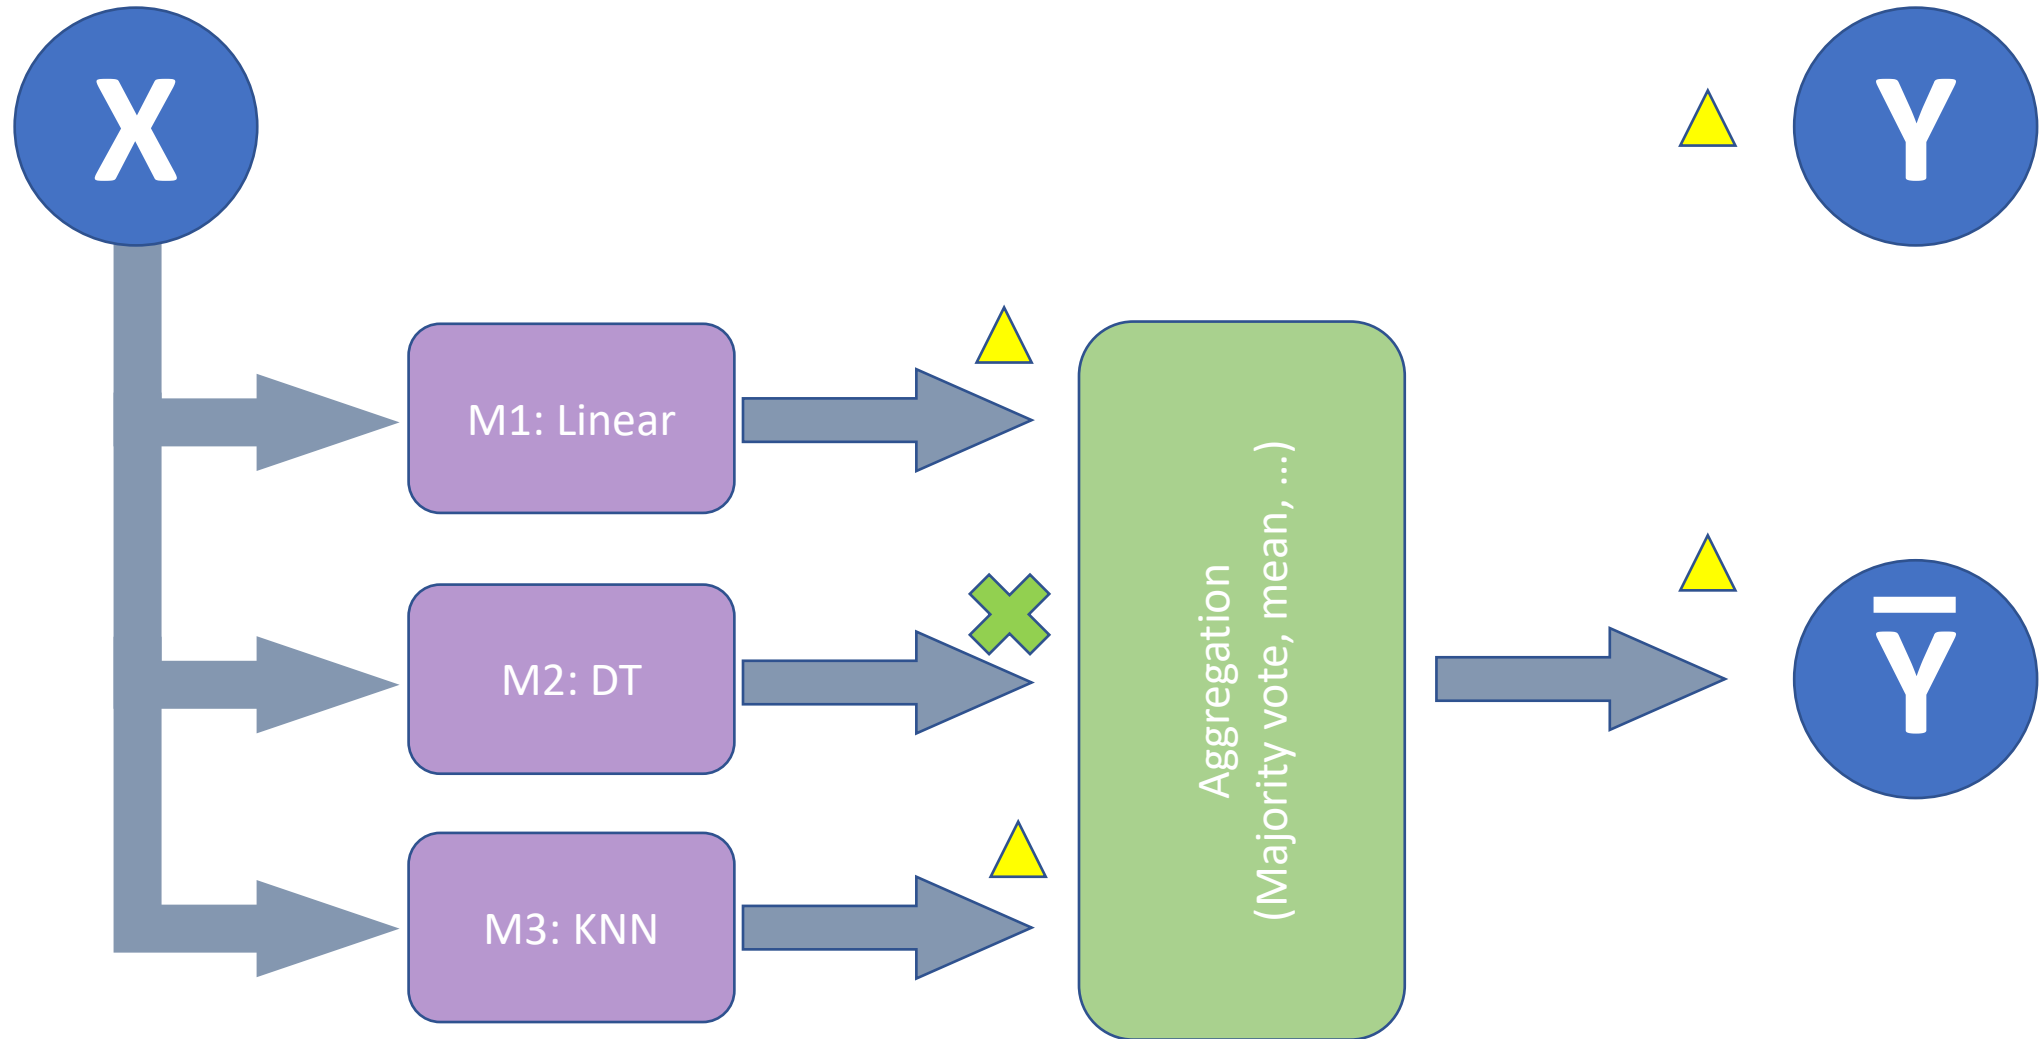 X
Y
M1: Linear
M2: DT
M3: KNN
Aggregation
(Majority vote, mean, ...)
Y̅